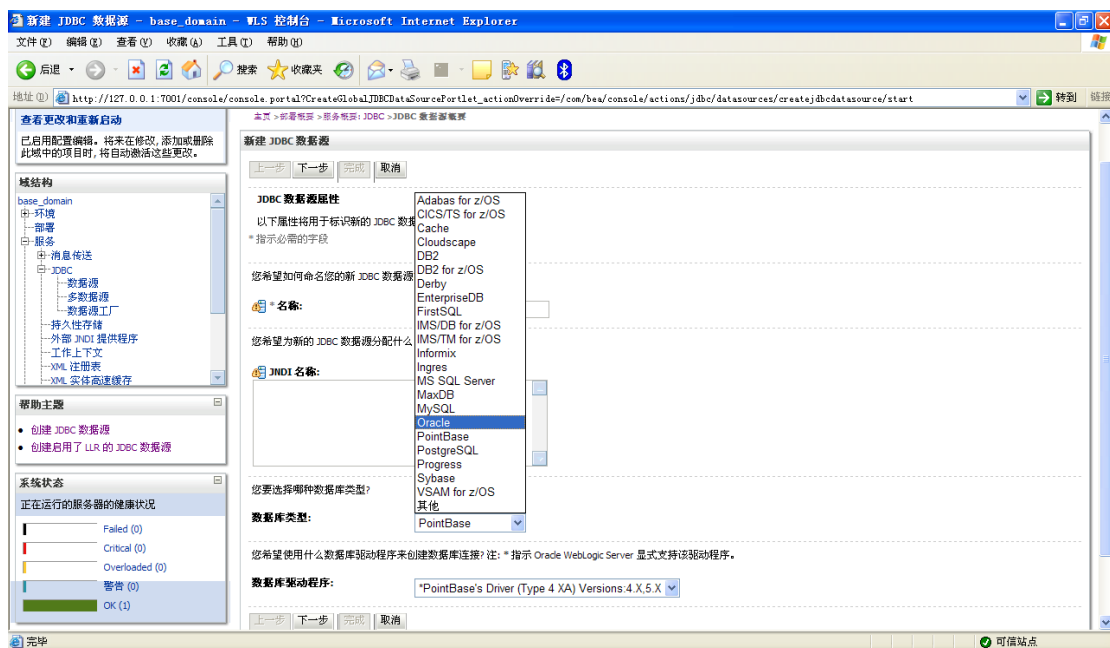 新建 JDBC 数据源 - base_domain - WLS 控制台 - Microsoft Internet Explorer
文件(F) 编辑(E) 查看(V) 收藏(A) 工具(T) 帮助(H)
后退 搜索 收藏夹
地址(D) http://127.0.0.1:7001/console/console.portal?CreateGlobalJDBCDataSourcePortlet_actionOverride=/com/bea/console/actions/jdbc/datasources/createjdbcdatasource/start 转到 链接
查看更改和重新启动
已启用配置编辑。将来在修改, 添加或删除
此域中的项目时, 将自动激活这些更改。
域结构
base_domain
环境
部署
服务
消息传送
JDBC
数据源
多数据源
数据源工厂
持久性存储
外部 JNDI 提供程序
工作上下文
XML 注册表
XML 实体高速缓存
帮助主题
创建 JDBC 数据源
创建启用了 LLR 的 JDBC 数据源
系统状态
正在运行的服务器的健康状况
Failed (0)
Critical (0)
Overloaded (0)
警告 (0)
OK (1)
主页 >部署概要 >服务概要: JDBC >JDBC 数据源概要
新建 JDBC 数据源
上一步 下一步 完成 取消
JDBC 数据源属性
以下属性将用于标识新的 JDBC 数据
* 指示必需的字段
您希望如何命名您的新 JDBC 数据源
* 名称:
您希望为新的 JDBC 数据源分配什么
JNDI 名称:
Adabas for z/OS
CICS/TS for z/OS
Cache
Cloudscape
DB2
DB2 for z/OS
Derby
EnterpriseDB
FirstSQL
IMS/DB for z/OS
IMS/TM for z/OS
Informix
Ingres
MS SQL Server
MaxDB
MySQL
Oracle
PointBase
PostgreSQL
Progress
Sybase
VSAM for z/OS
其他
您要选择哪种数据库类型?
数据库类型: PointBase
您希望使用什么数据库驱动程序来创建数据库连接? 注: * 指示 Oracle WebLogic Server 显式支持该驱动程序。
数据库驱动程序: *PointBase's Driver (Type 4 XA) Versions:4.X,5.X
上一步 下一步 完成 取消
完毕 可信站点